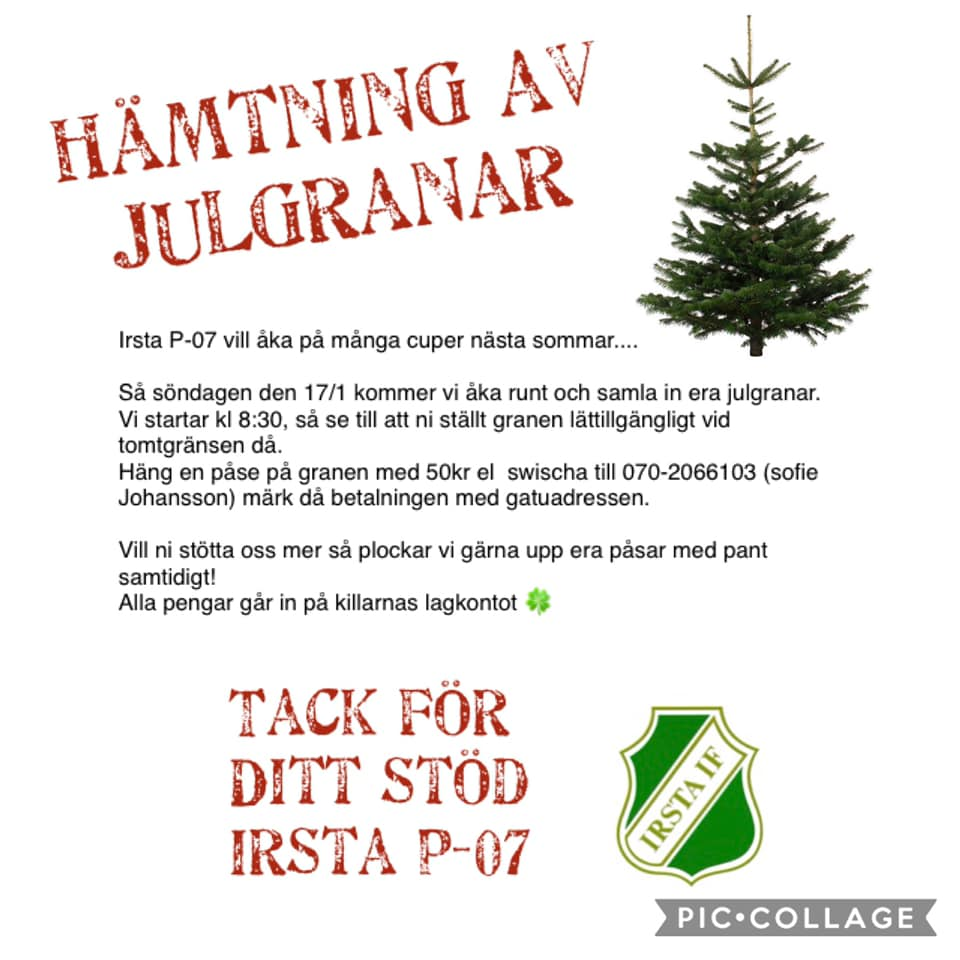 HÄMTNING AV
JULGRANAR
Irsta P-07 vill åka på många cuper nästa sommar....
Så söndagen den 17/1 kommer vi åka runt och samla in era julgranar.
Vi startar kl 8:30, så se till att ni ställt granen lättillgängligt vid
tomtgränsen då.
Häng en påse på granen med 50kr el  swischa till 070-2066103 (sofie
Johansson) märk då betalningen med gatuadressen.
Vill ni stötta oss mer så plockar vi gärna upp era påsar med pant
samtidigt!
Alla pengar går in på killarnas lagkontot 🍀
TACK FÖR
DITT STÖD
IRSTA P-07
IRSTA IF
PIC•COLLAGE